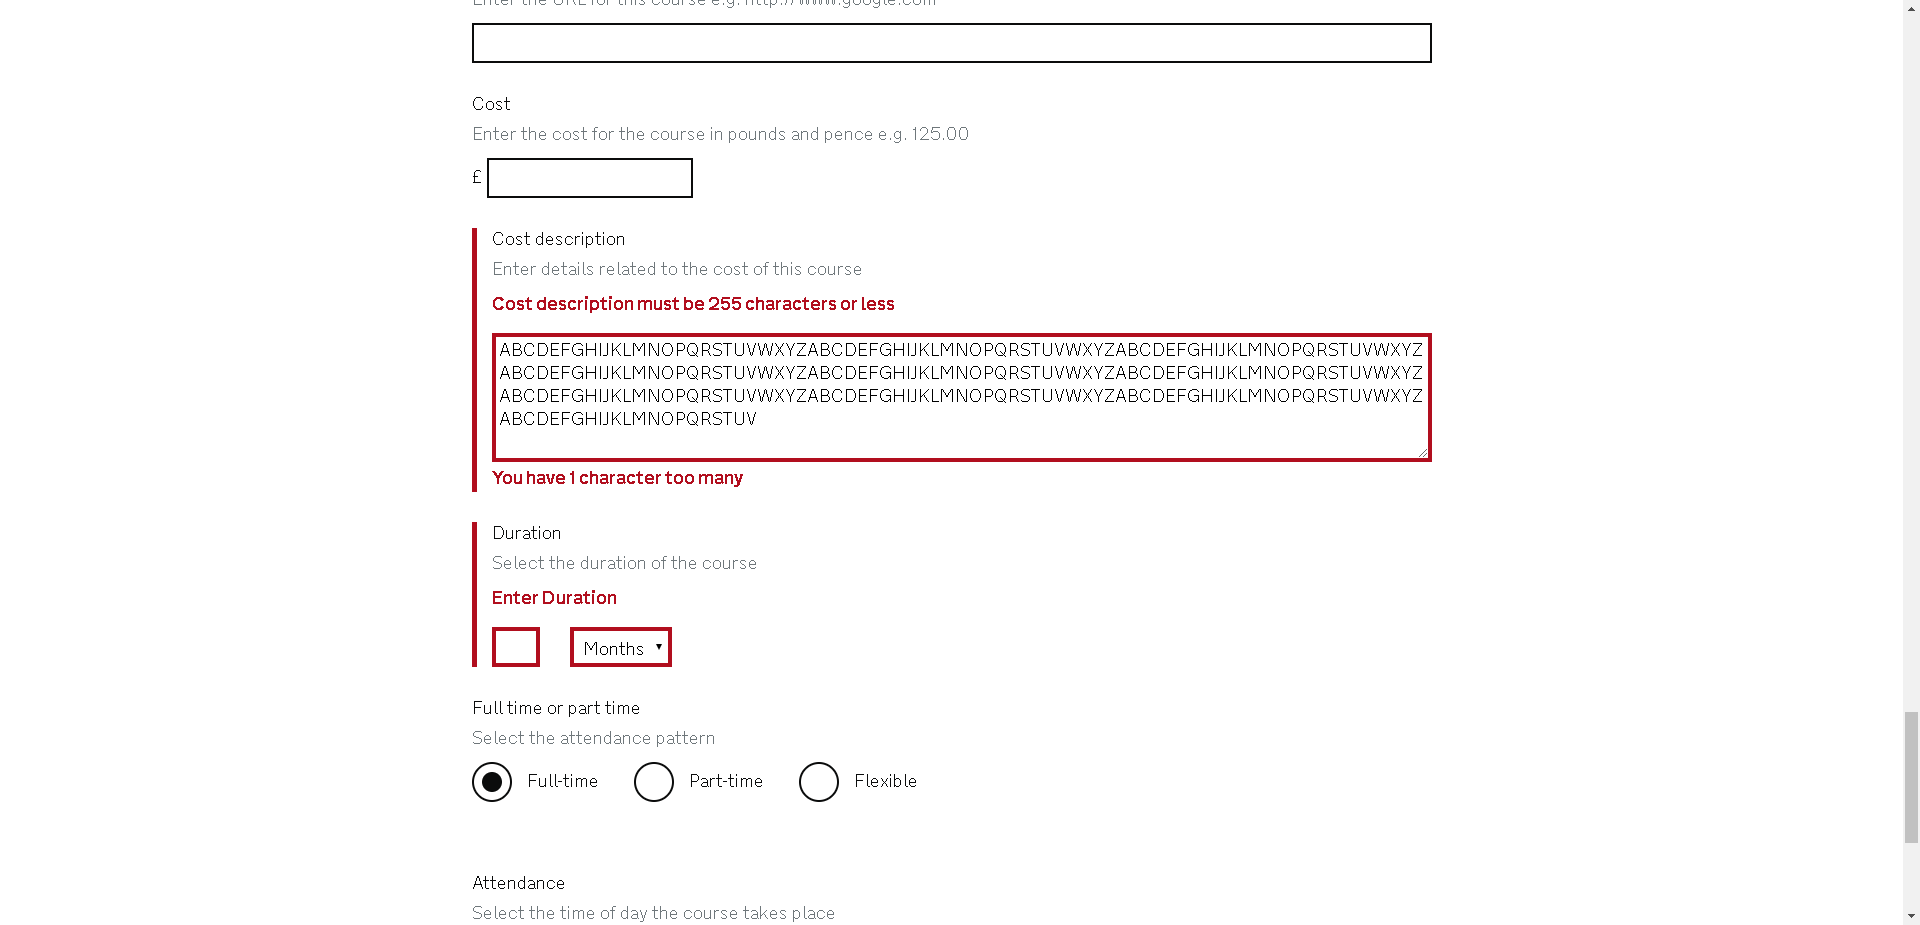 Enter the URL for this course e.g. http://www.google.com
Cost
Enter the cost for the course in pounds and pence e.g. 125.00
£
Cost description
Enter details related to the cost of this course
Cost description must be 255 characters or less
ABCDEFGHIJKLMNOPQRSTUVWXYZABCDEFGHIJKLMNOPQRSTUVWXYZABCDEFGHIJKLMNOPQRSTUVWXYZ
ABCDEFGHIJKLMNOPQRSTUVWXYZABCDEFGHIJKLMNOPQRSTUVWXYZABCDEFGHIJKLMNOPQRSTUVWXYZ
ABCDEFGHIJKLMNOPQRSTUVWXYZABCDEFGHIJKLMNOPQRSTUVWXYZABCDEFGHIJKLMNOPQRSTUVWXYZ
ABCDEFGHIJKLMNOPQRSTUV
You have 1 character too many
Duration
Select the duration of the course
Enter Duration
Months
Full time or part time
Select the attendance pattern
Full-time Part-time Flexible
Attendance
Select the time of day the course takes place